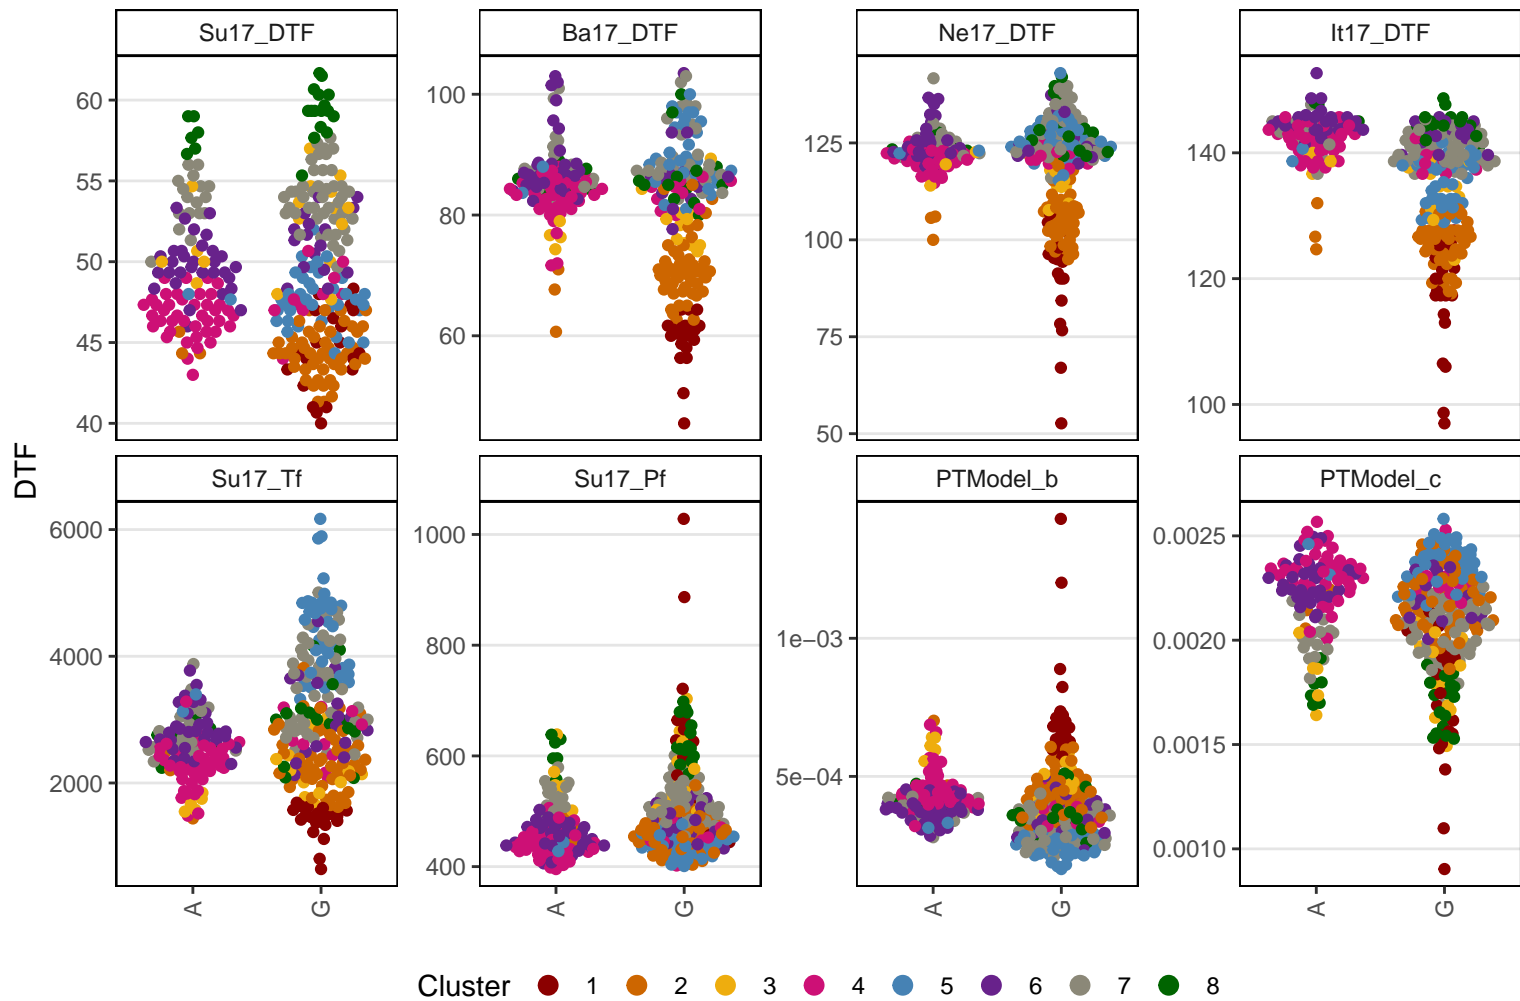 Su17_DTF Ba17_DTF Ne17_DTF It17_DTF
60 55 50 45 40
100 80 60
125 100 75 50
140 120 100
DTF
Su17_Tf Su17_Pf PTModel_b PTModel_c
6000 4000 2000
1000 800 600 400
1e−03 5e−04
0.0025 0.0020 0.0015 0.0010
A G A G A G A G
Cluster 1 2 3 4 5 6 7 8